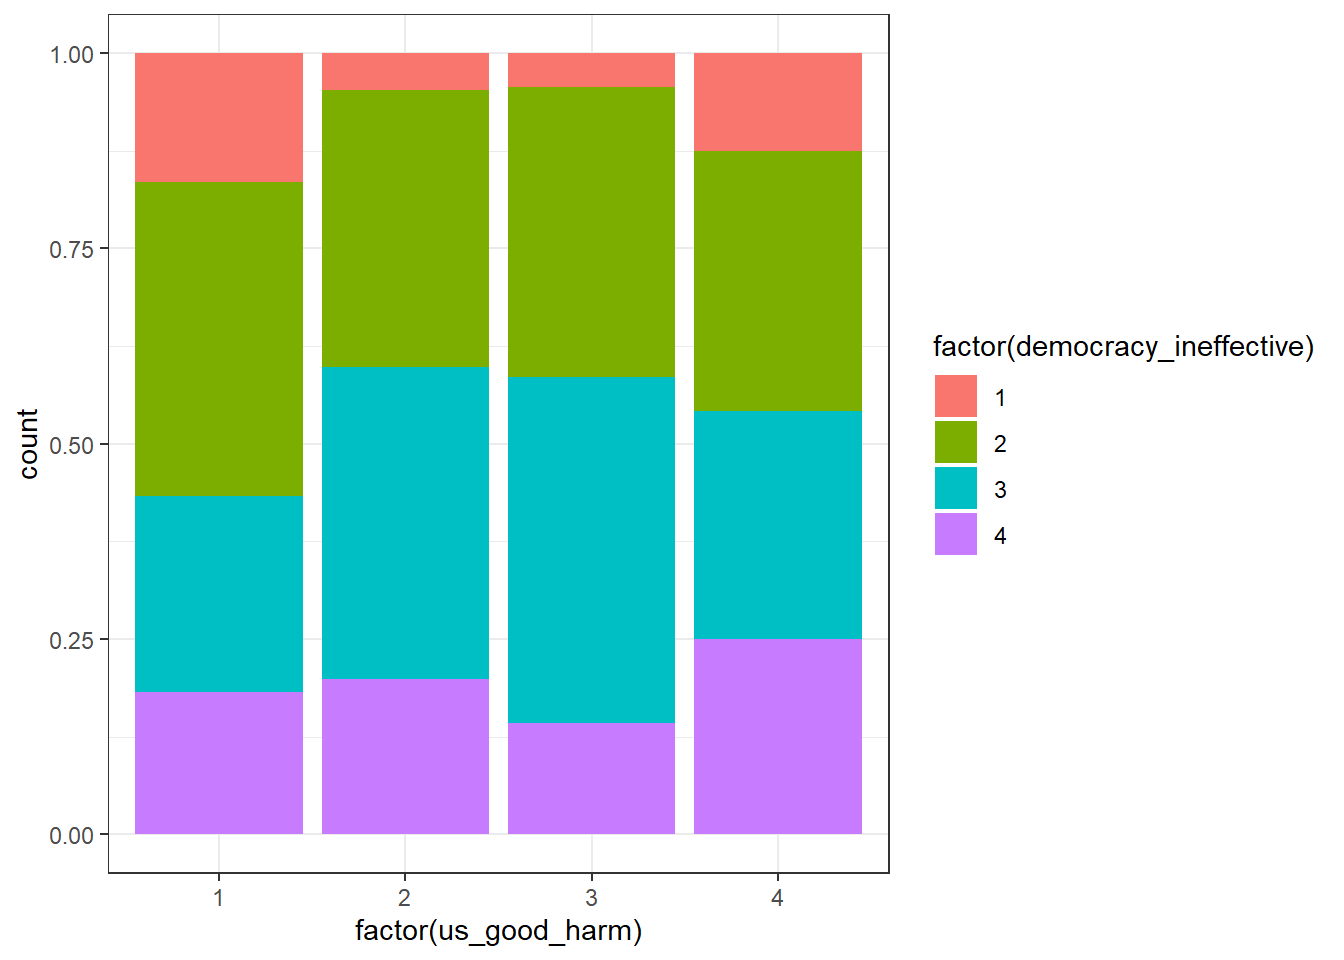 1.00
0.75
0.50
0.25
0.00
count
1 2 3 4
factor(us_good_harm)
factor(democracy_ineffective)
1
2
3
4